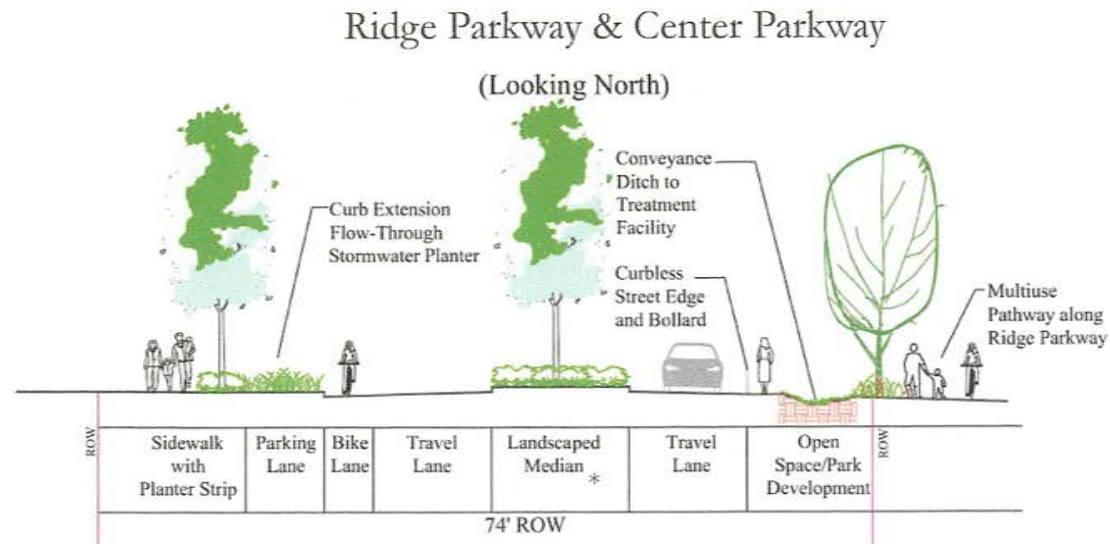 Ridge Parkway & Center Parkway
(Looking North)
Curb Extension
Flow-Through
Stormwater Planter
Conveyance
Ditch to
Treatment
Facility
Curbless
Street Edge
and Bollard
Multiuse
Pathway along
Ridge Parkway
ROW
Sidewalk
with
Planter Strip
Parking
Lane
Bike
Lane
Travel
Lane
Landscaped
Median *
Travel
Lane
Open
Space/Park
Development
ROW
74' ROW